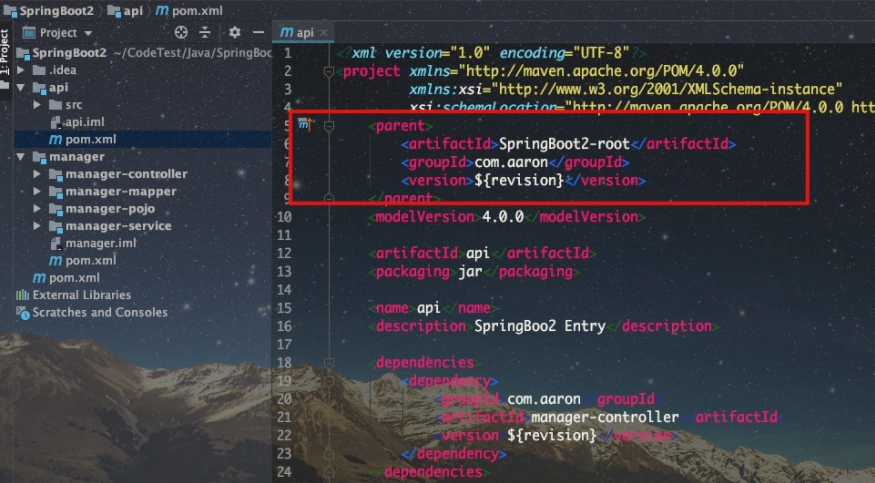 SpringBoot2 api pom.xml
Project
api
1: Project
SpringBoot2 ~/CodeTest/Java/SpringBoo
.idea
api
src
api.iml
pom.xml
manager
manager-controller
manager-mapper
manager-pojo
manager-service
manager.iml
pom.xml
pom.xml
External Libraries
Scratches and Consoles
1 <?xml version="1.0" encoding="UTF-8"?>
2 <project xmlns="http://maven.apache.org/POM/4.0.0"
3 xmlns:xsi="http://www.w3.org/2001/XMLSchema-instance"
4 xsi:schemaLocation="http://maven.apache.org/POM/4.0.0 htt
5 <parent>
6 <artifactId>SpringBoot2-root</artifactId>
7 <groupId>com.aaron</groupId>
8 <version>${revision}</version>
9 </parent>
10 <modelVersion>4.0.0</modelVersion>
11
12 <artifactId>api</artifactId>
13 <packaging>jar</packaging>
14
15 <name>api</name>
16 <description>SpringBoo2 Entry</description>
17
18 <dependencies>
19 <dependency>
20 <groupId>com.aaron</groupId>
21 <artifactId>manager-controller</artifactId>
22 <version>${revision}</version>
23 </dependency>
24 </dependencies>